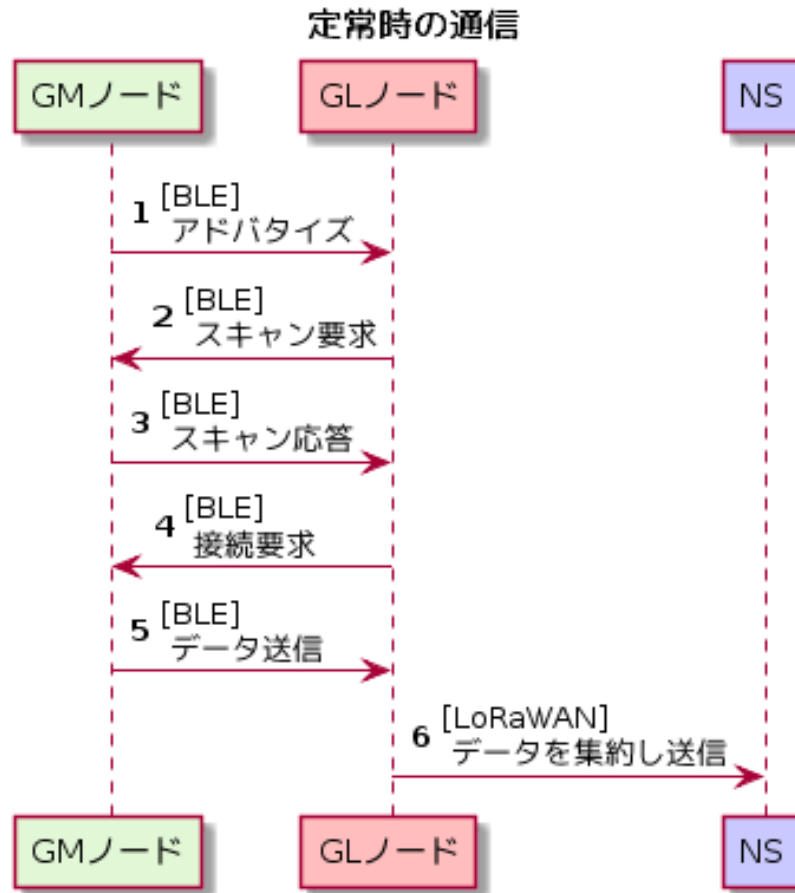 定常時の通信
GMノード
GLノード
NS
1 [BLE]
アドバタイズ
2 [BLE]
スキャン要求
3 [BLE]
スキャン応答
4 [BLE]
接続要求
5 [BLE]
データ送信
6 [LoRaWAN]
データを集約し送信
GMノード
GLノード
NS